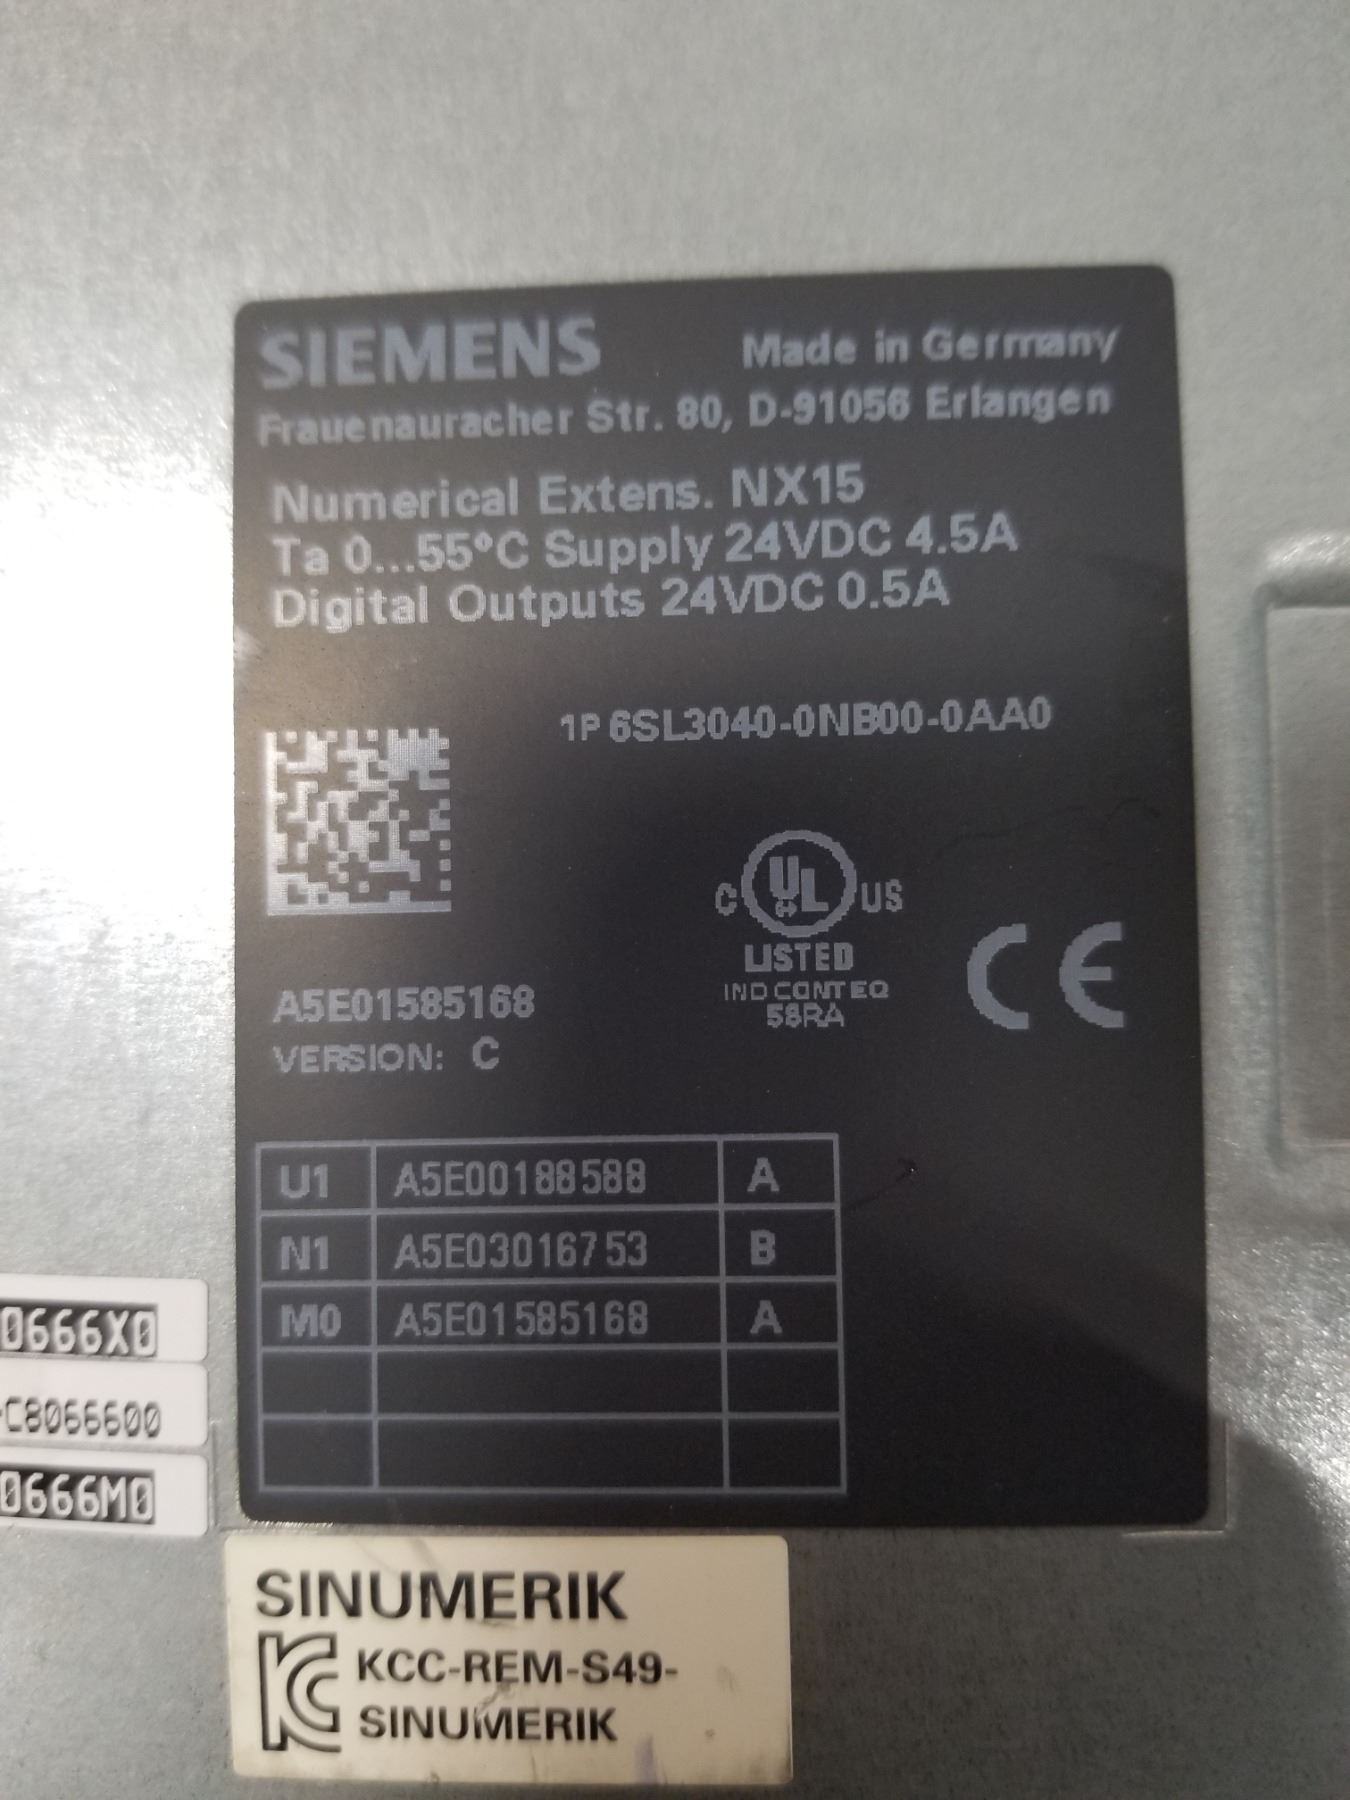 SIEMENS Made in Germany
Frauenauracher Str. 80, D-91056 Erlangen
Numerical Extens. NX15
Ta 0...55°C Supply 24VDC 4.5A
Digital Outputs 24VDC 0.5A
1P 6SL3040-0NB00-0AA0
C UL US
LISTED
IND CONT EQ
58RA
CE
A5E01585168
VERSION: C
U1 A5E00188588 A
N1 A5E03016753 B
M0 A5E01585168 A
0666X0
C8066600
0666M0
SINUMERIK
KC KCC-REM-S49-
SINUMERIK